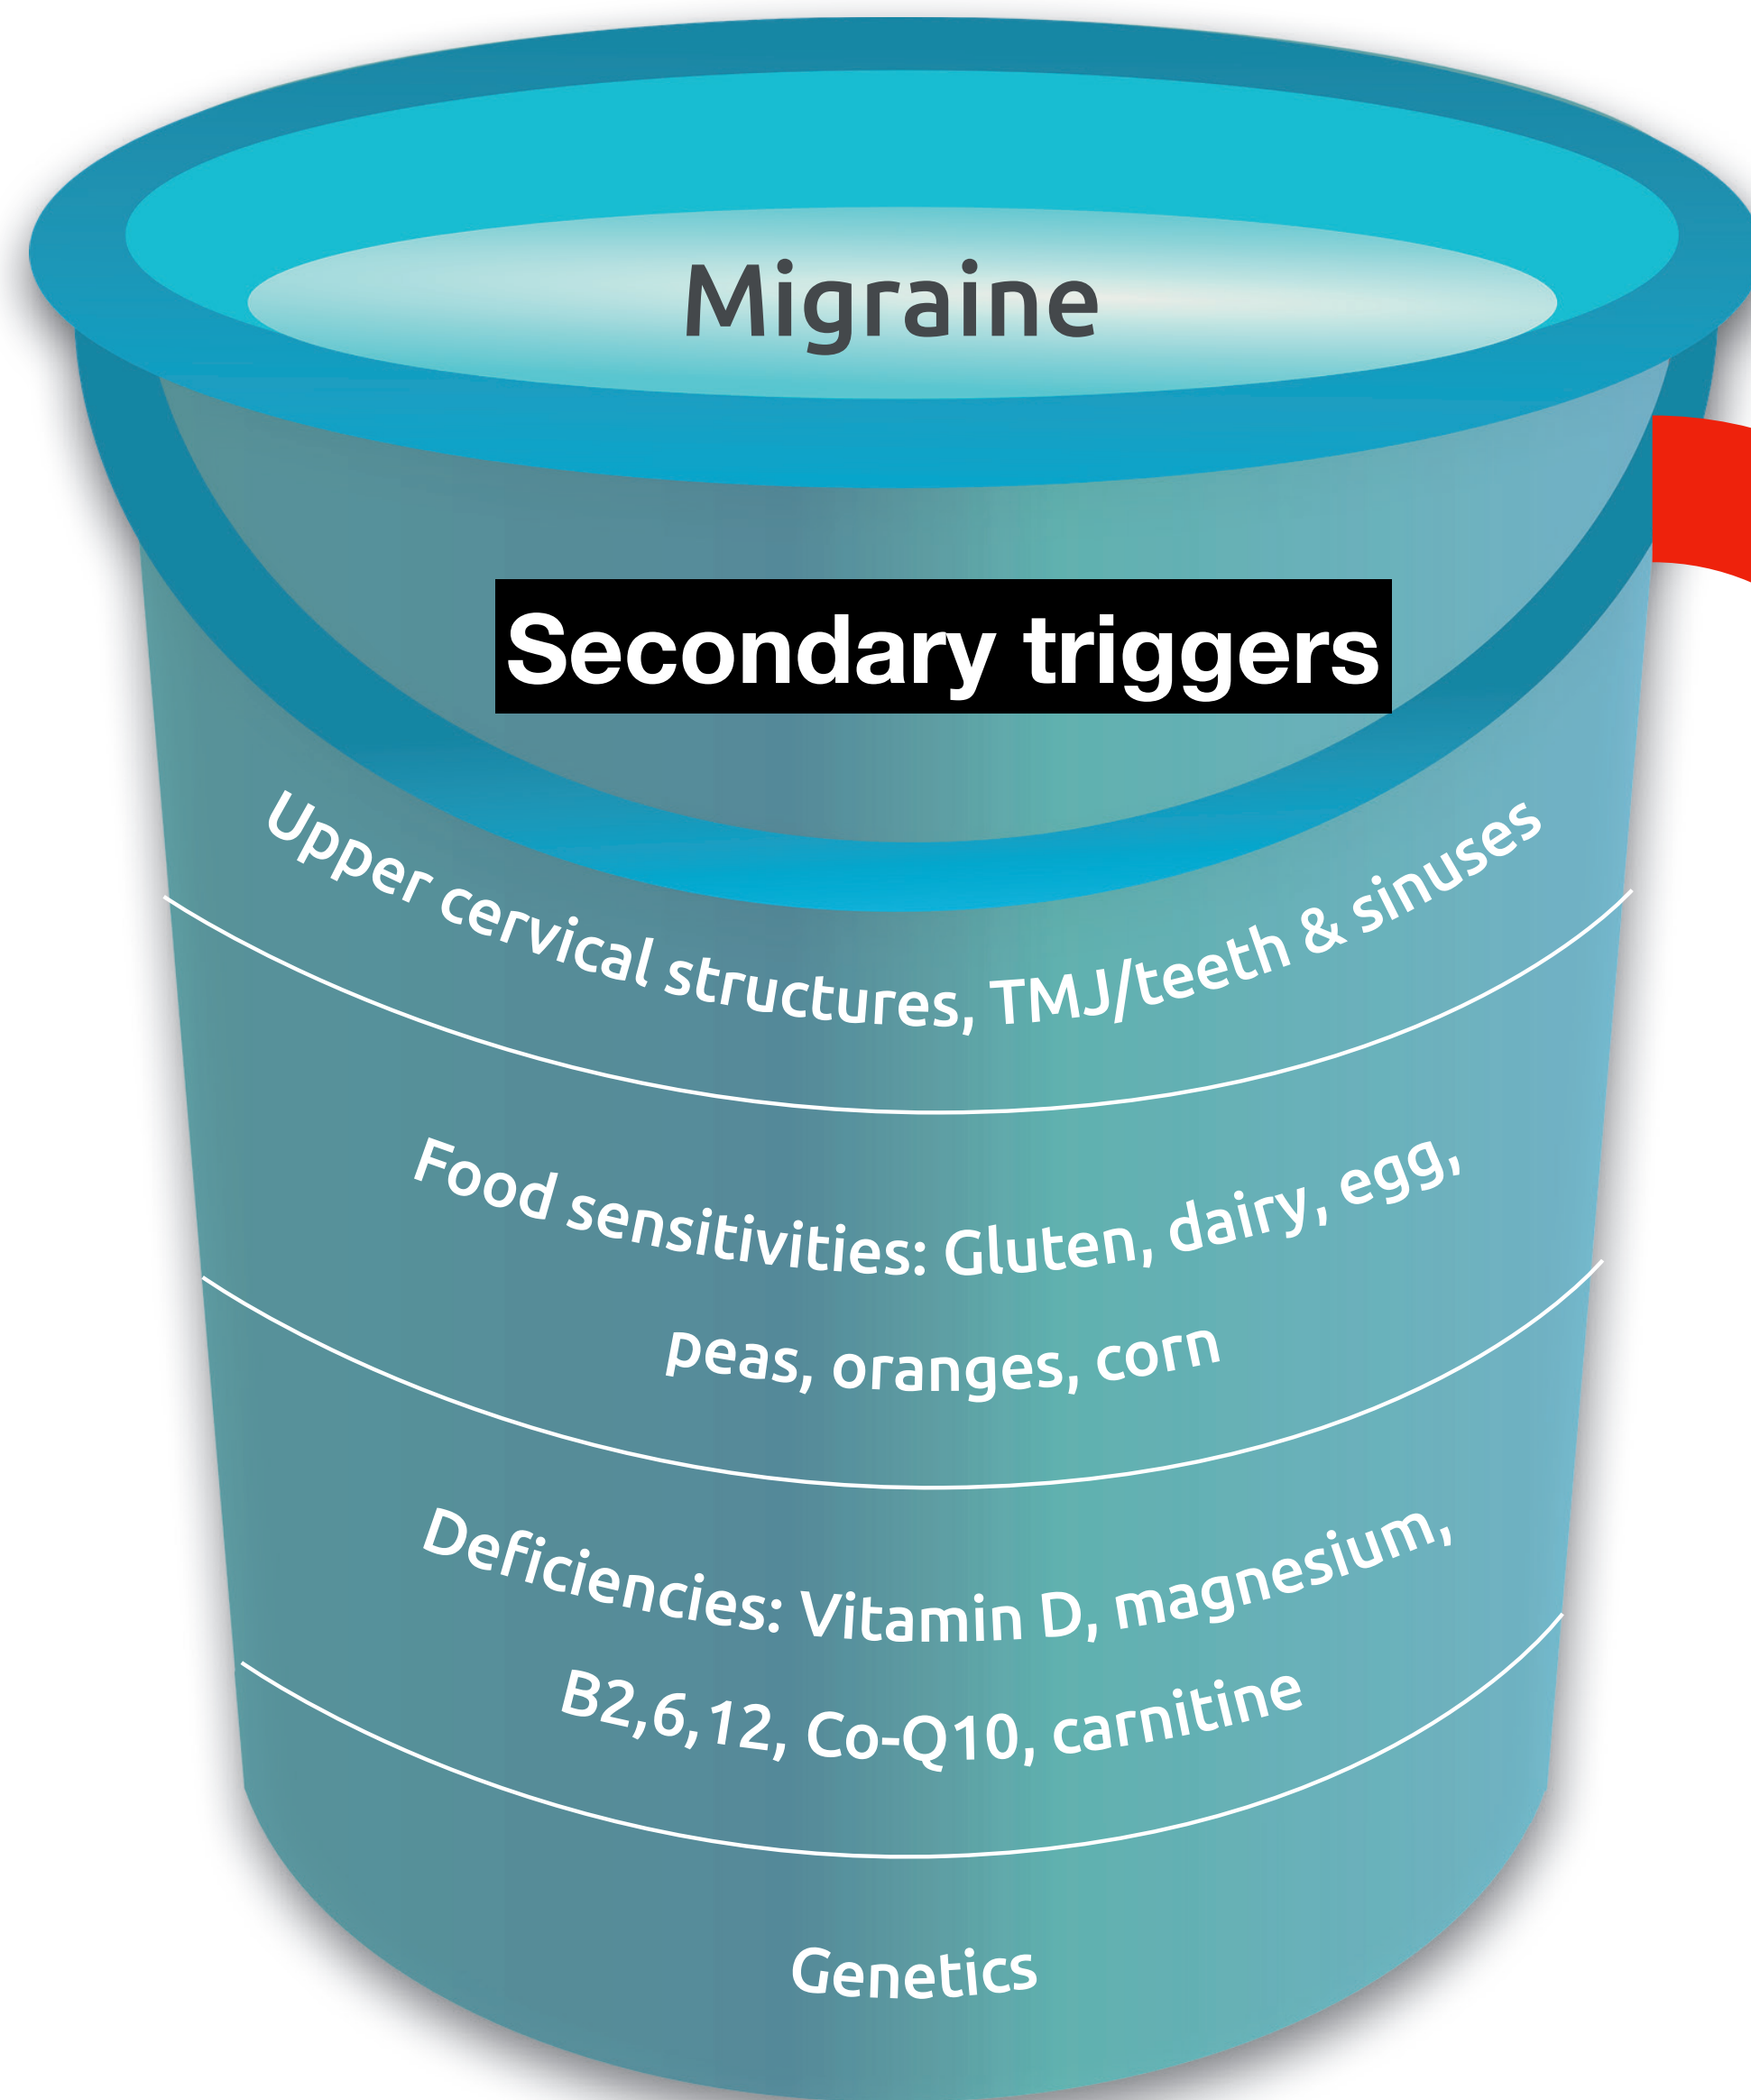 Migraine
Secondary triggers
Upper cervical structures, TMJ/teeth & sinuses
Food sensitivities: Gluten, dairy, egg,
peas, oranges, corn
Deficiencies: Vitamin D, magnesium,
B2,6,12, Co-Q10, carnitine
Genetics